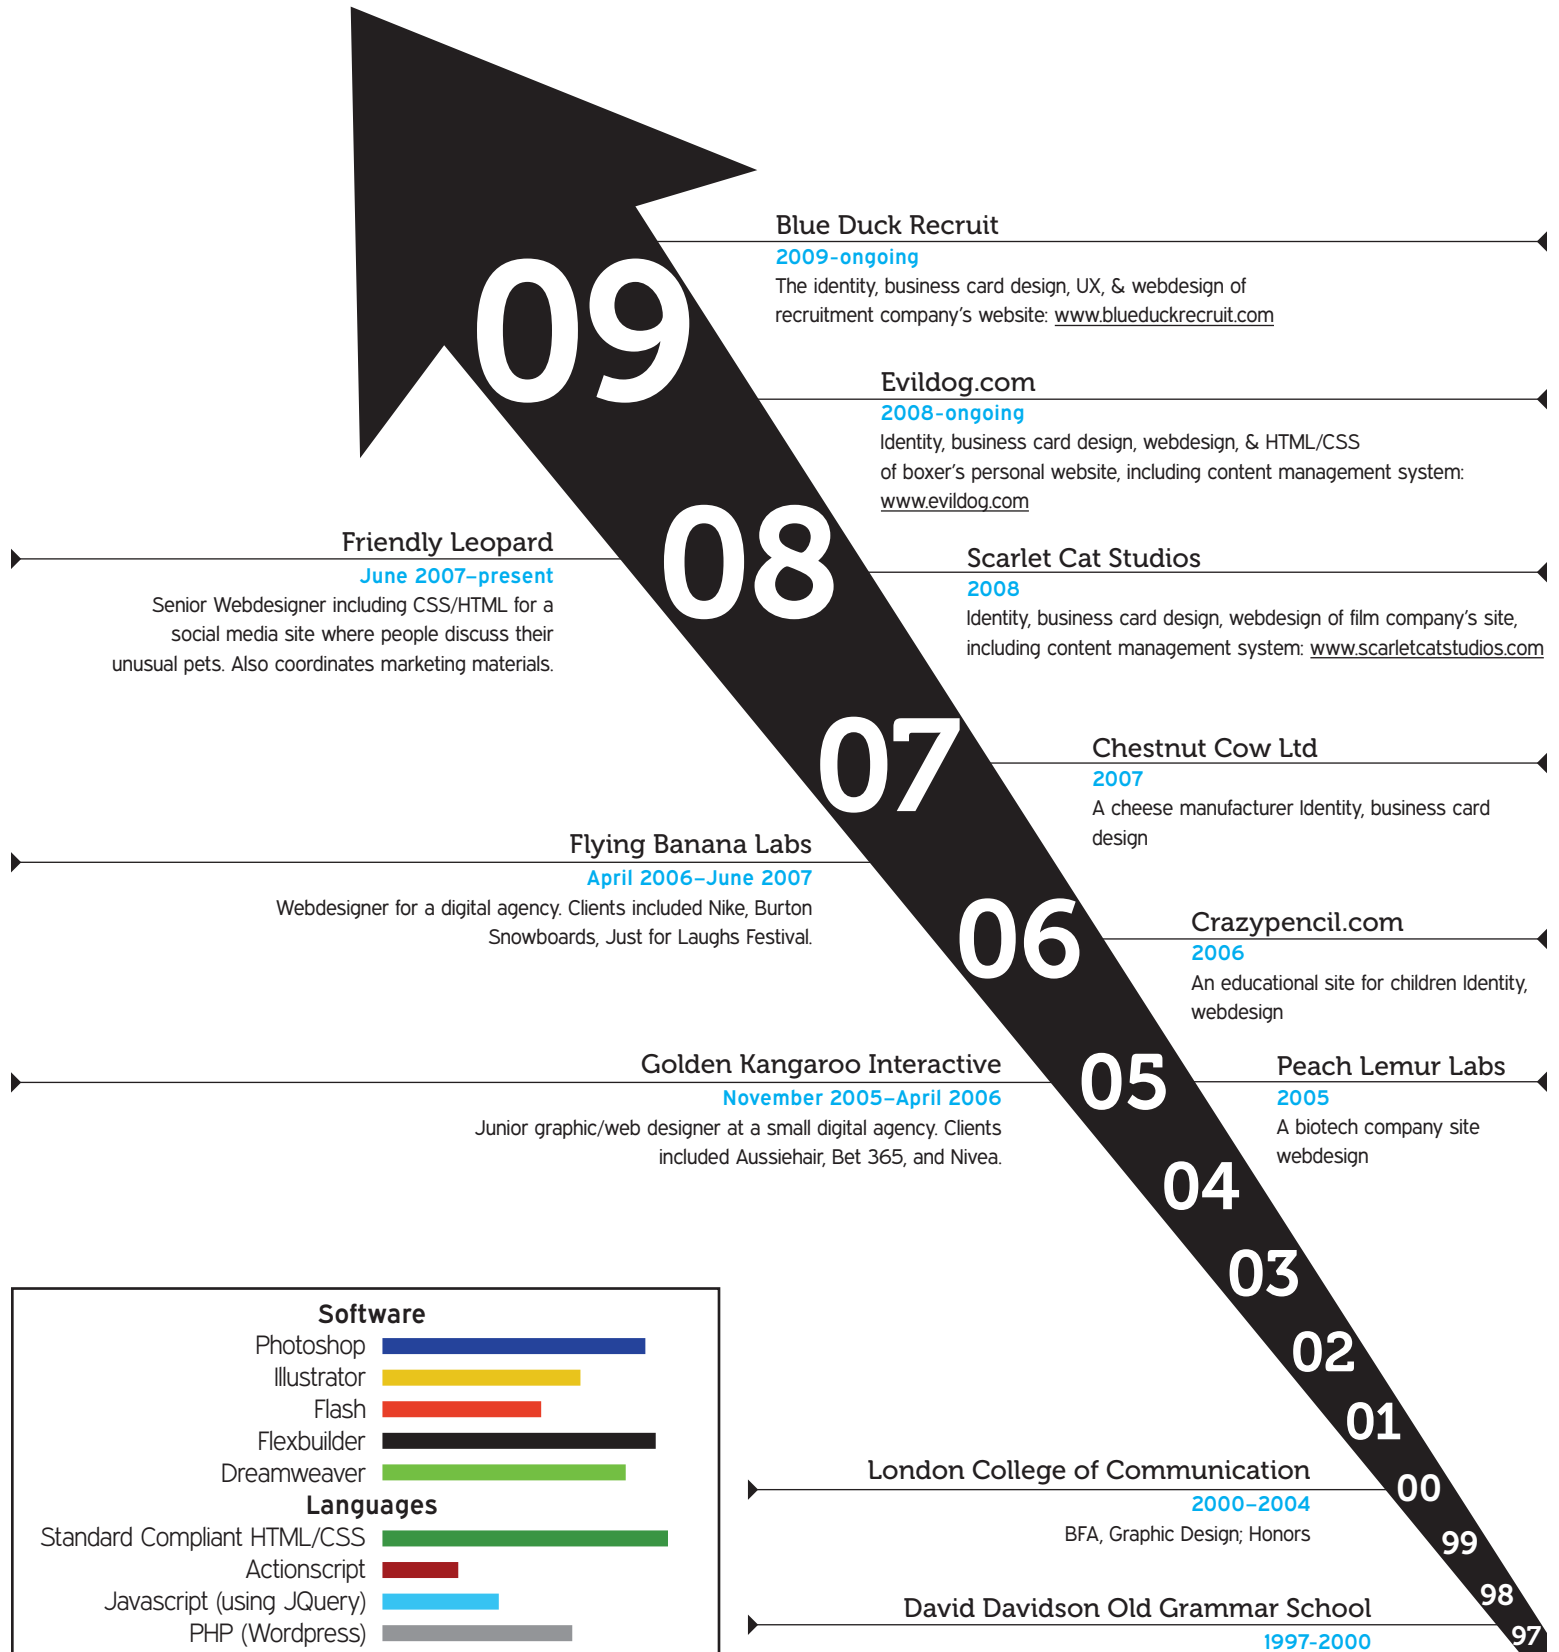 Blue Duck Recruit
2009-ongoing
The identity, business card design, UX, & webdesign of
recruitment company's website: www.blueduckrecruit.com
Evildog.com
2008-ongoing
Identity, business card design, webdesign, & HTML/CSS
of boxer's personal website, including content management system:
www.evildog.com
Scarlet Cat Studios
2008
Identity, business card design, webdesign of film company's site,
including content management system: www.scarletcatstudios.com
Chestnut Cow Ltd
2007
A cheese manufacturer Identity, business card
design
Crazypencil.com
2006
An educational site for children Identity,
webdesign
Peach Lemur Labs
2005
A biotech company site
webdesign
09
08
07
06
05
04
03
02
01
00
99
98
97
Friendly Leopard
June 2007–present
Senior Webdesigner including CSS/HTML for a
social media site where people discuss their
unusual pets. Also coordinates marketing materials.
Flying Banana Labs
April 2006–June 2007
Webdesigner for a digital agency. Clients included Nike, Burton
Snowboards, Just for Laughs Festival.
Golden Kangaroo Interactive
November 2005–April 2006
Junior graphic/web designer at a small digital agency. Clients
included Aussiehair, Bet 365, and Nivea.
London College of Communication
2000–2004
BFA, Graphic Design; Honors
David Davidson Old Grammar School
1997-2000
Software
Photoshop
Illustrator
Flash
Flexbuilder
Dreamweaver
Languages
Standard Compliant HTML/CSS
Actionscript
Javascript (using JQuery)
PHP (Wordpress)